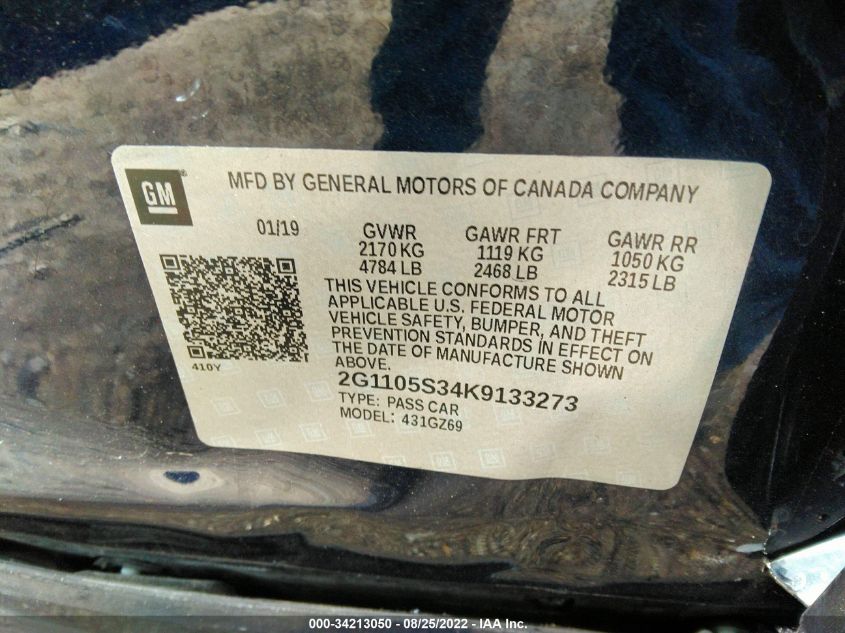 GM
MFD BY GENERAL MOTORS OF CANADA COMPANY
01/19
GVWR
2170 KG
4784 LB
GAWR FRT
1119 KG
2468 LB
GAWR RR
1050 KG
2315 LB
THIS VEHICLE CONFORMS TO ALL
APPLICABLE U.S. FEDERAL MOTOR
VEHICLE SAFETY, BUMPER, AND THEFT
PREVENTION STANDARDS IN EFFECT ON
THE DATE OF MANUFACTURE SHOWN
ABOVE.
410Y
2G1105S34K9133273
TYPE: PASS CAR
MODEL: 431GZ69
000-34213050 - 08/25/2022 - IAA Inc.